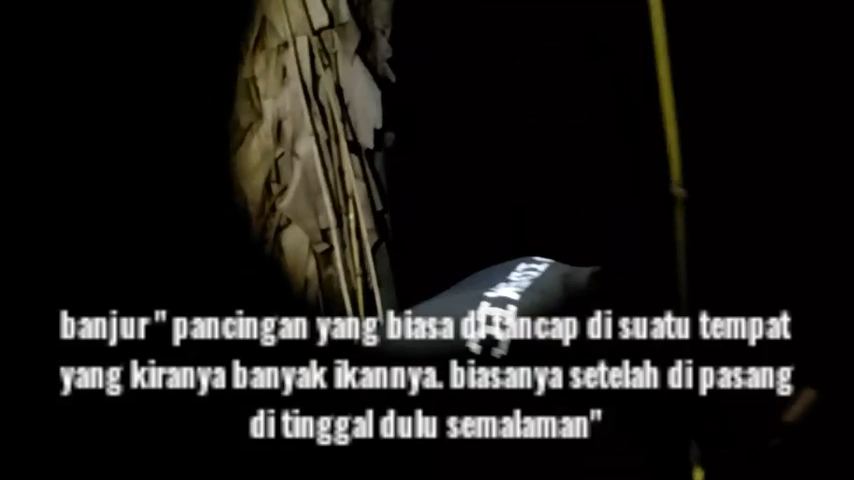 banjur" pancingan yang biasa di tancap di suatu tempat
yang kiranya banyak ikannya. biasanya setelah di pasang
di tinggal dulu semalaman"